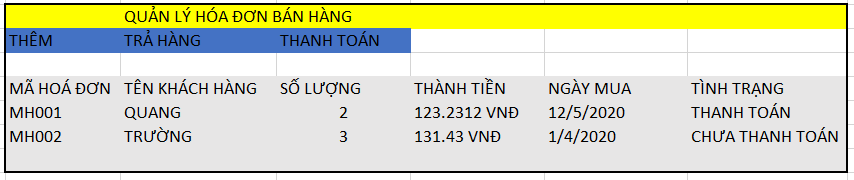 QUẢN LÝ HÓA ĐƠN BÁN HÀNG
THÊM TRẢ HÀNG THANH TOÁN
MÃ HOÁ ĐƠN TÊN KHÁCH HÀNG SỐ LƯỢNG THÀNH TIỀN NGÀY MUA TÌNH TRẠNG
MH001 QUANG 2 123.2312 VNĐ 12/5/2020 THANH TOÁN
MH002 TRƯỜNG 3 131.43 VNĐ 1/4/2020 CHƯA THANH TOÁN